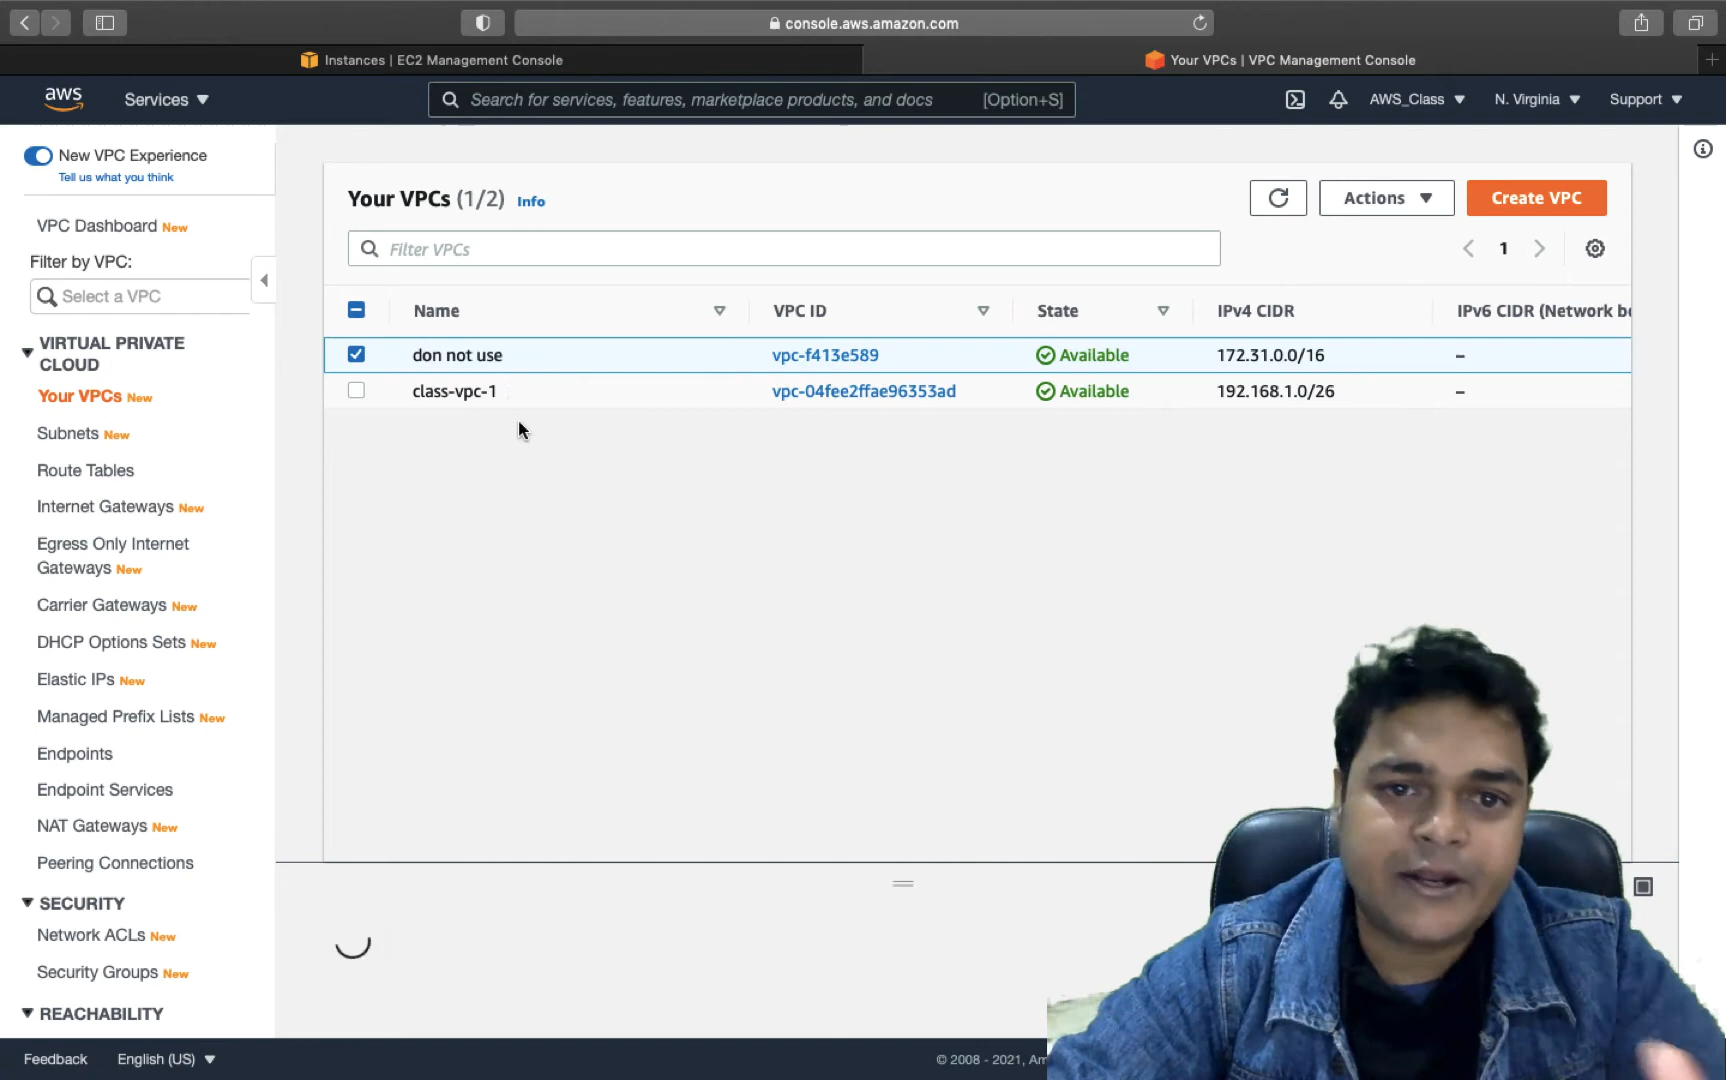 console.aws.amazon.com
Instances | EC2 Management Console
Your VPCs | VPC Management Console
aws
Services
Search for services, features, marketplace products, and docs
[Option+S]
AWS_Class
N. Virginia
Support
New VPC Experience
Tell us what you think
VPC Dashboard New
Filter by VPC:
Select a VPC
VIRTUAL PRIVATE
CLOUD
Your VPCs New
Subnets New
Route Tables
Internet Gateways New
Egress Only Internet
Gateways New
Carrier Gateways New
DHCP Options Sets New
Elastic IPs New
Managed Prefix Lists New
Endpoints
Endpoint Services
NAT Gateways New
Peering Connections
SECURITY
Network ACLs New
Security Groups New
REACHABILITY
Your VPCs (1/2) Info
Actions
Create VPC
Filter VPCs
1
Name
VPC ID
State
IPv4 CIDR
IPv6 CIDR (Network bo
don not use
vpc-f413e589
Available
172.31.0.0/16
–
class-vpc-1
vpc-04fee2ffae96353ad
Available
192.168.1.0/26
–
Feedback
English (US)
© 2008 - 2021, Am